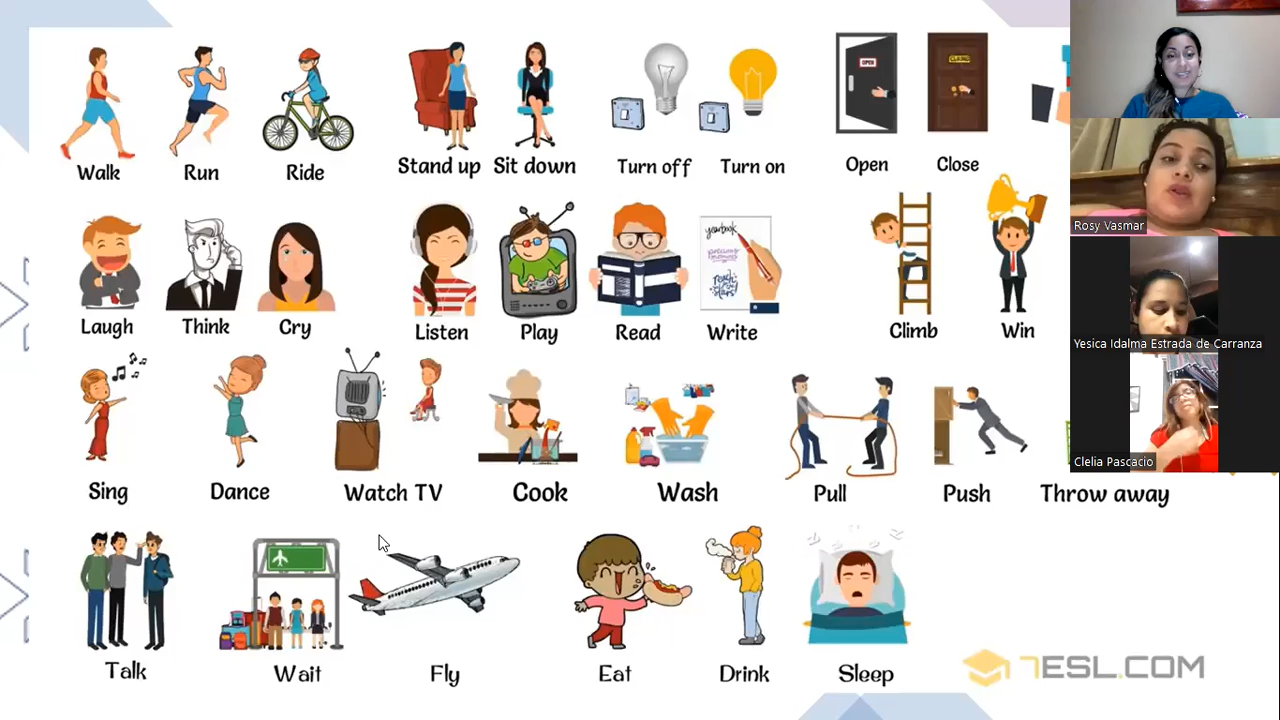 Walk Run Ride Stand up Sit down Turn off Turn on Open Close
OPEN
CLOSED
Laugh Think Cry Listen Play Read Write Climb Win
yearbook
Sing Dance Watch TV Cook Wash Pull Push Throw away
Talk Wait Fly Eat Drink Sleep
7ESL.COM
Rosy Vasmar
Yesica Idalma Estrada de Carranza
Clelia Pascacio